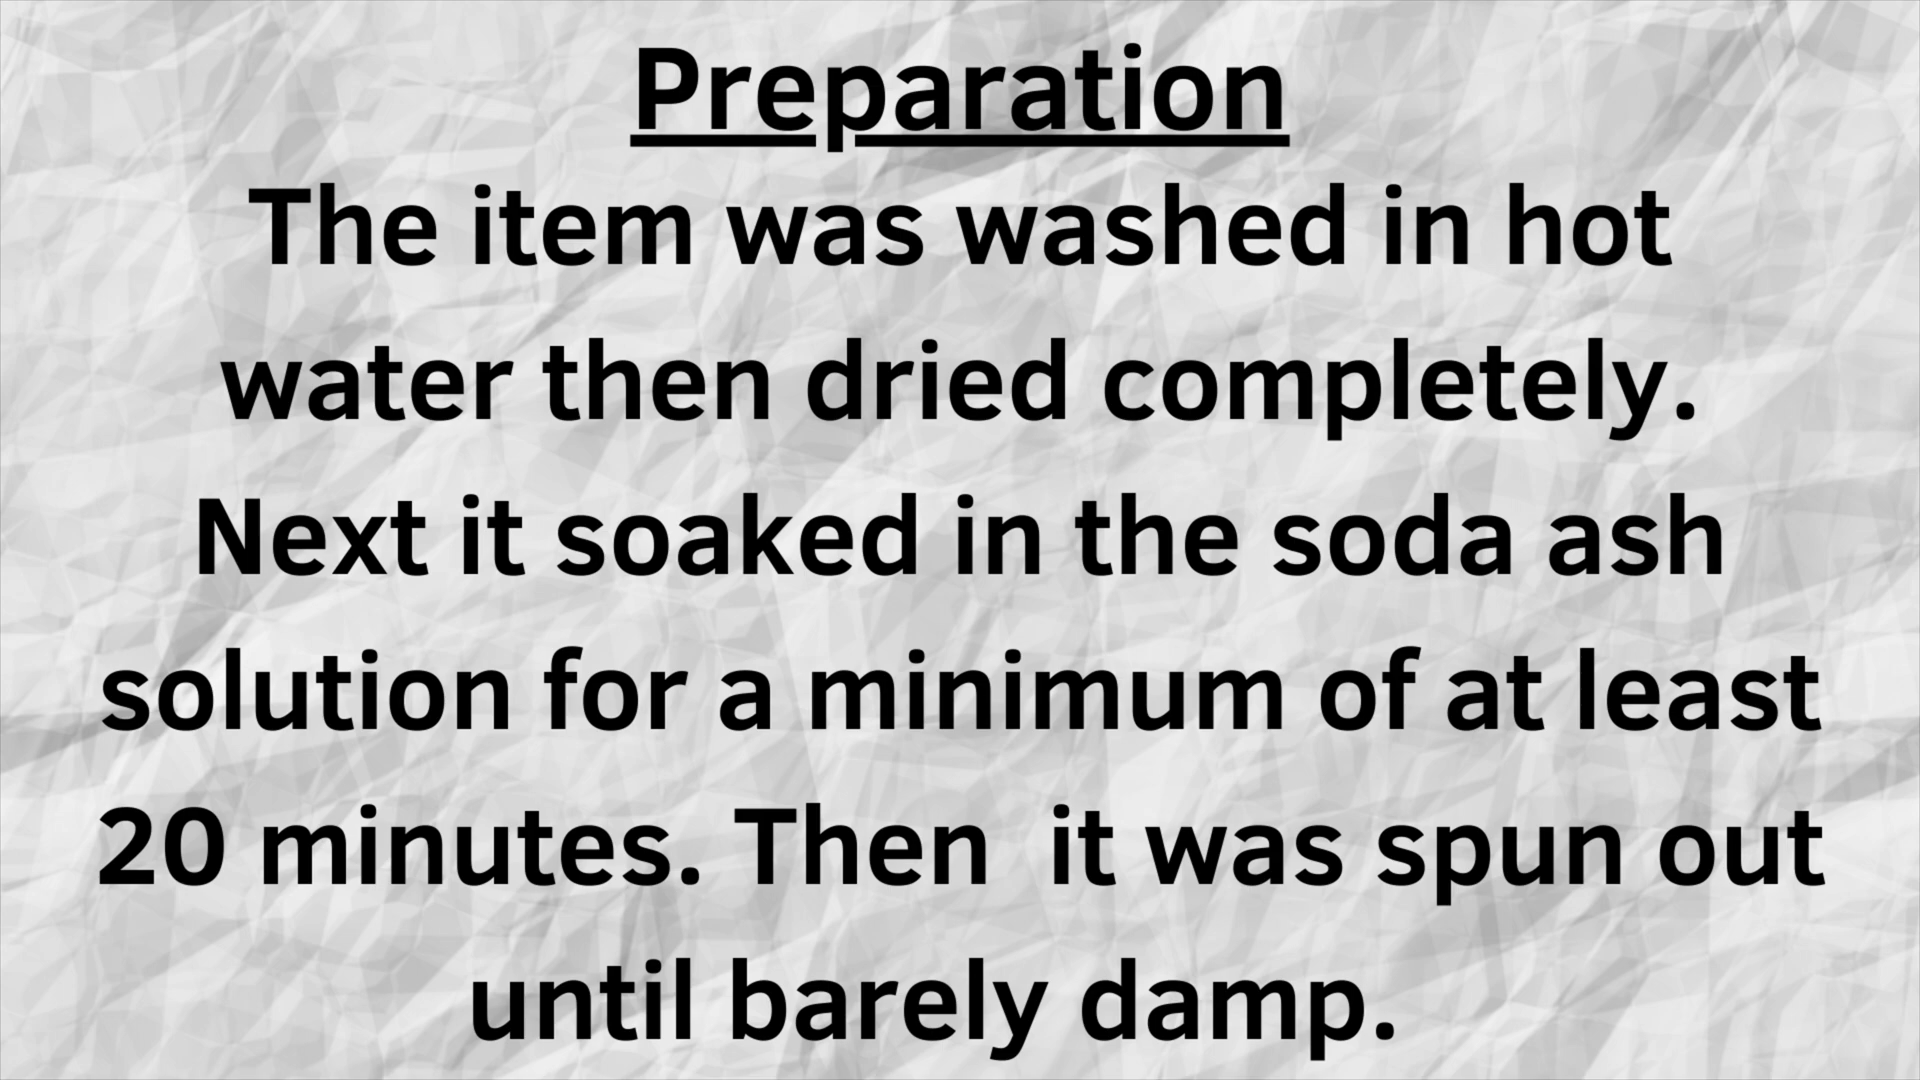 Preparation
The item was washed in hot
water then dried completely.
Next it soaked in the soda ash
solution for a minimum of at least
20 minutes. Then  it was spun out
until barely damp.